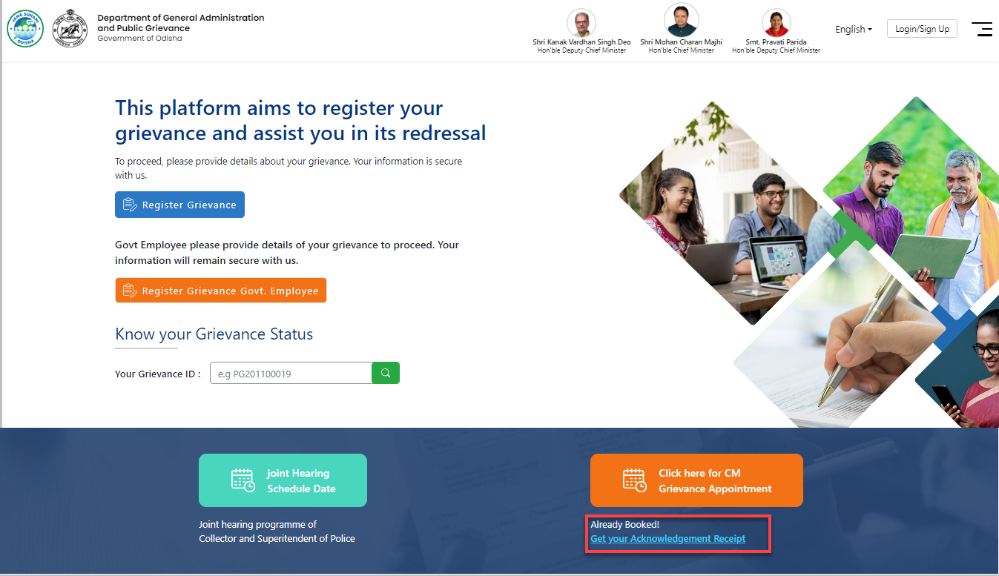 JANA SUNANI
ODISHA
Department of General Administration
and Public Grievance
Government of Odisha
Shri Kanak Vardhan Singh Deo
Hon'ble Deputy Chief Minister
Shri Mohan Charan Majhi
Hon'ble Chief Minister
Smt. Pravati Parida
Hon'ble Deputy Chief Minister
English
Login/Sign Up
This platform aims to register your
grievance and assist you in its redressal
To proceed, please provide details about your grievance. Your information is secure
with us.
Register Grievance
Govt Employee please provide details of your grievance to proceed. Your
information will remain secure with us.
Register Grievance Govt. Employee
Know your Grievance Status
Your Grievance ID :
e.g PG201100019
joint Hearing
Schedule Date
Joint hearing programme of
Collector and Superitendent of Police
Click here for CM
Grievance Appointment
Already Booked!
Get your Acknowledgement Receipt